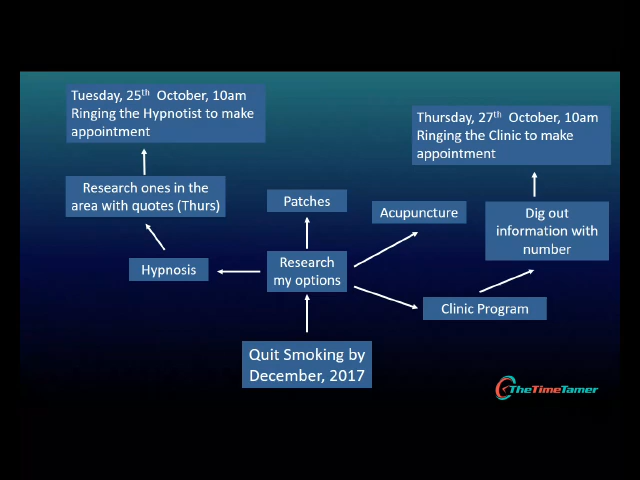 Tuesday, 25th October, 10am
Ringing the Hypnotist to make
appointment
Thursday, 27th October, 10am
Ringing the Clinic to make
appointment
Research ones in the
area with quotes (Thurs)
Patches
Acupuncture
Dig out
information with
number
Hypnosis
Research
my options
Clinic Program
Quit Smoking by
December, 2017
TheTimeTamer